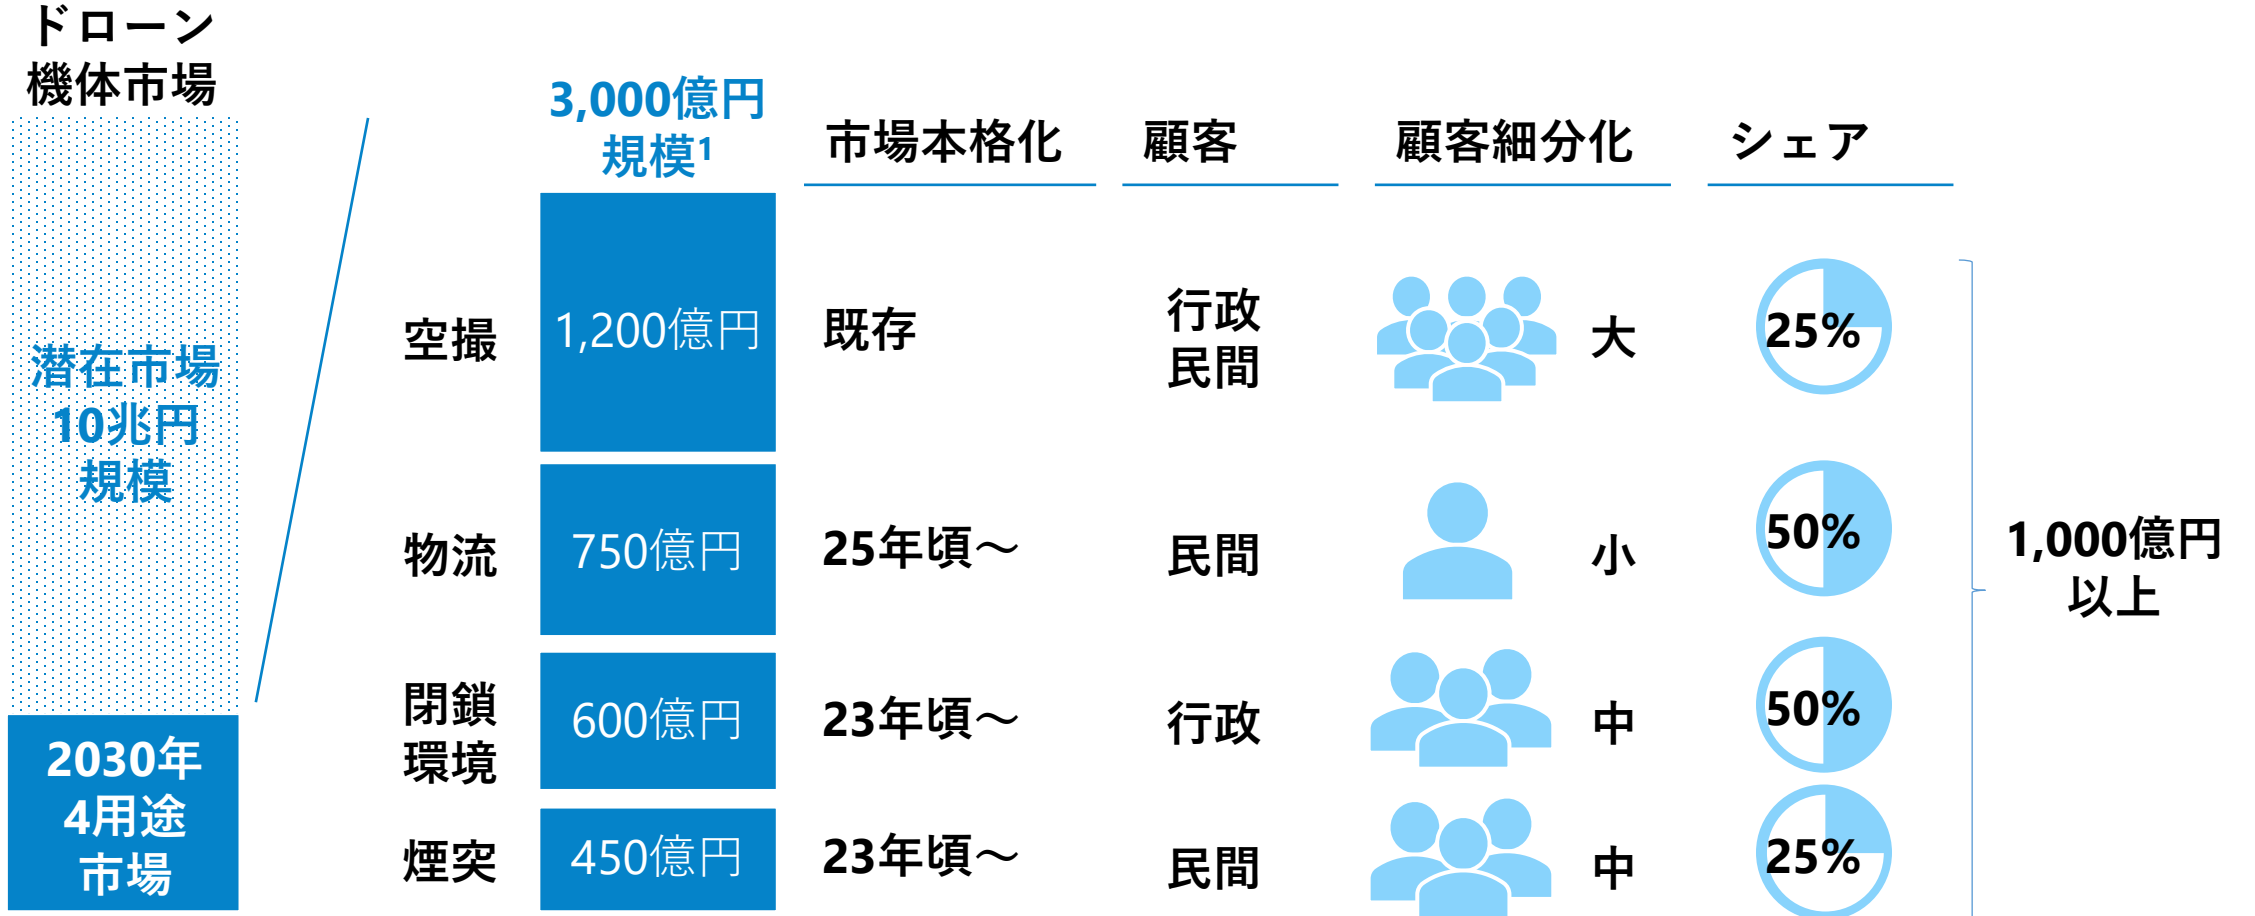 ドローン
機体市場
潜在市場
10兆円
規模
2030年
4用途
市場
3,000億円
規模1
市場本格化
顧客
顧客細分化
シェア
空撮
1,200億円
既存
行政
民間
大
25%
物流
750億円
25年頃～
民間
小
50%
閉鎖
環境
600億円
23年頃～
行政
中
50%
煙突
450億円
23年頃～
民間
中
25%
1,000億円
以上